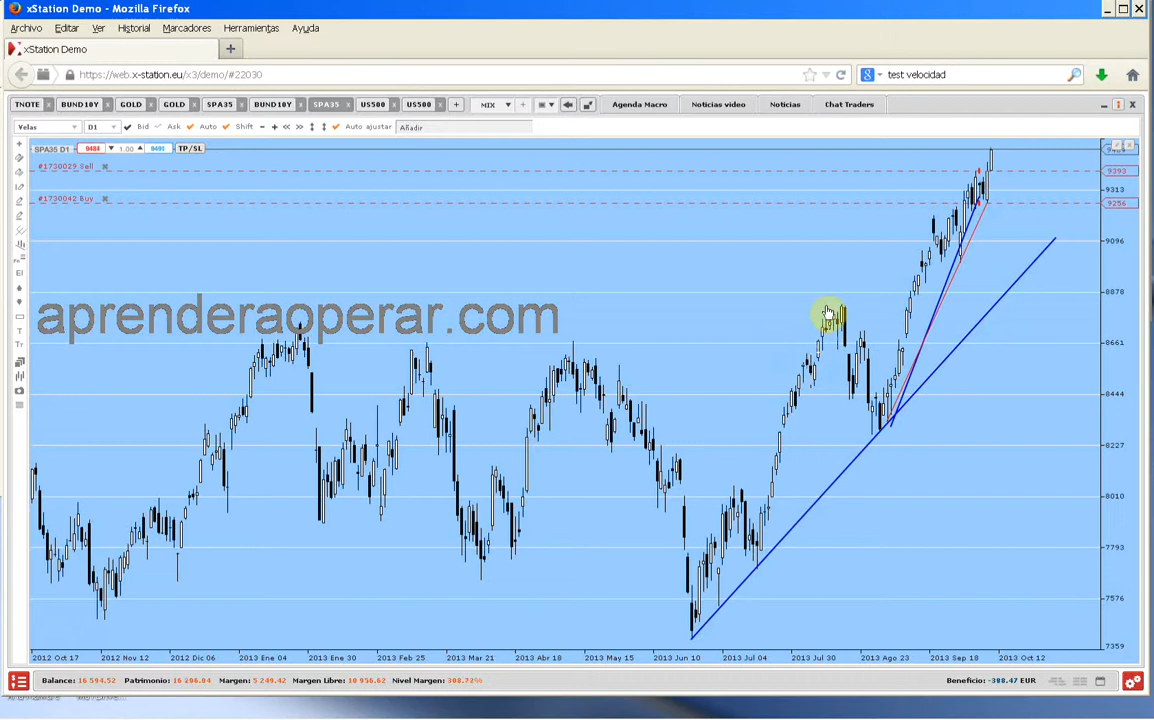 xStation Demo - Mozilla Firefox
Archivo Editar Ver Historial Marcadores Herramientas Ayuda
xStation Demo
https://web.x-station.eu/x3/demo/#22030
test velocidad
TNOTE BUND10Y GOLD GOLD SPA35 BUND10Y SPA35 US500 US500 + MIX Agenda Macro Noticias video Noticias Chat Traders
Velas D1 Bid Ask Auto Shift Auto ajustar Añadir
SPA35 D1 9484 1.00 9491 TP/SL
#1730029 Sell
9393
9313
#1730042 Buy
9256
9096
8878
aprenderaoperar.com
8661
8444
8227
8010
7793
7576
7359
2012 Oct 17 2012 Nov 12 2012 Dic 06 2013 Ene 04 2013 Ene 30 2013 Feb 25 2013 Mar 21 2013 Abr 18 2013 May 15 2013 Jun 10 2013 Jul 04 2013 Jul 30 2013 Ago 23 2013 Sep 18 2013 Oct 12
Balance: 16 594.52 Patrimonio: 16 206.04 Margen: 5 249.42 Margen Libre: 10 956.62 Nivel Margen: 308.72% Beneficio: -388.47 EUR